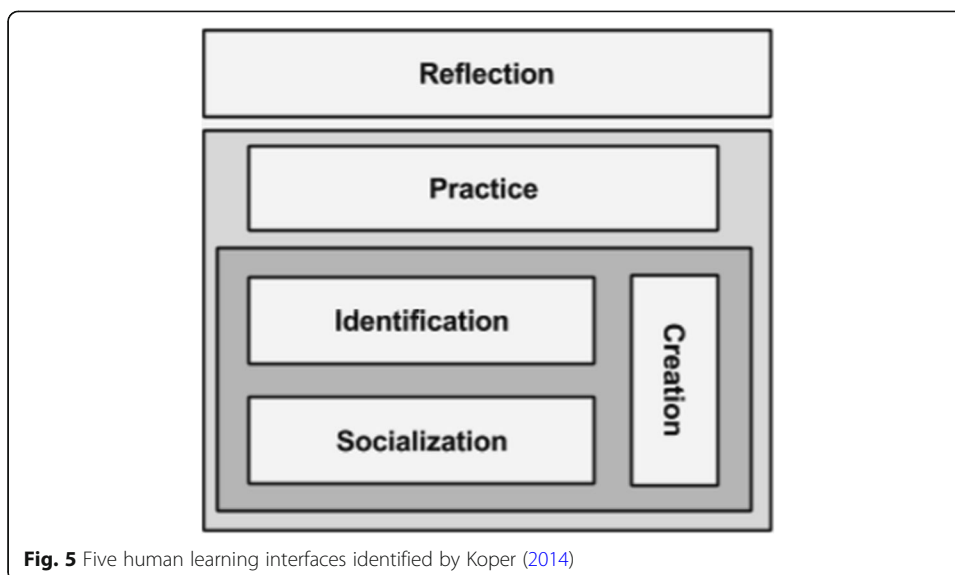 Reflection
Practice
Identification
Creation
Socialization
Fig. 5 Five human learning interfaces identified by Koper (2014)